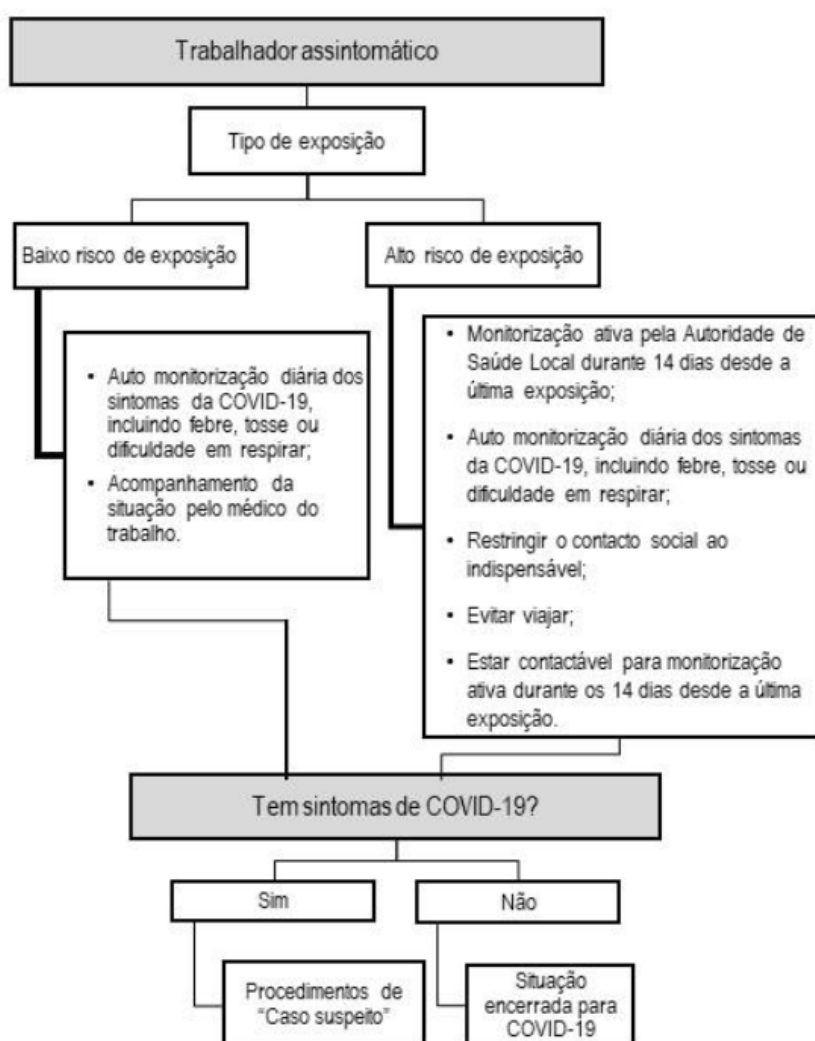 Trabalhador assintomático
Tipo de exposição
Baixo risco de exposição
Alto risco de exposição
• Auto monitorização diária dos
sintomas da COVID-19,
incluindo febre, tosse ou
dificuldade em respirar;
• Acompanhamento da
situação pelo médico do
trabalho.
• Monitorização ativa pela Autoridade de
Saúde Local durante 14 dias desde a
última exposição;
• Auto monitorização diária dos sintomas
da COVID-19, incluindo febre, tosse ou
dificuldade em respirar;
• Restringir o contacto social ao
indispensável;
• Evitar viajar;
• Estar contactável para monitorização
ativa durante os 14 dias desde a última
exposição.
Tem sintomas de COVID-19?
Sim
Não
Procedimentos de
“Caso suspeito”
Situação
encerrada para
COVID-19